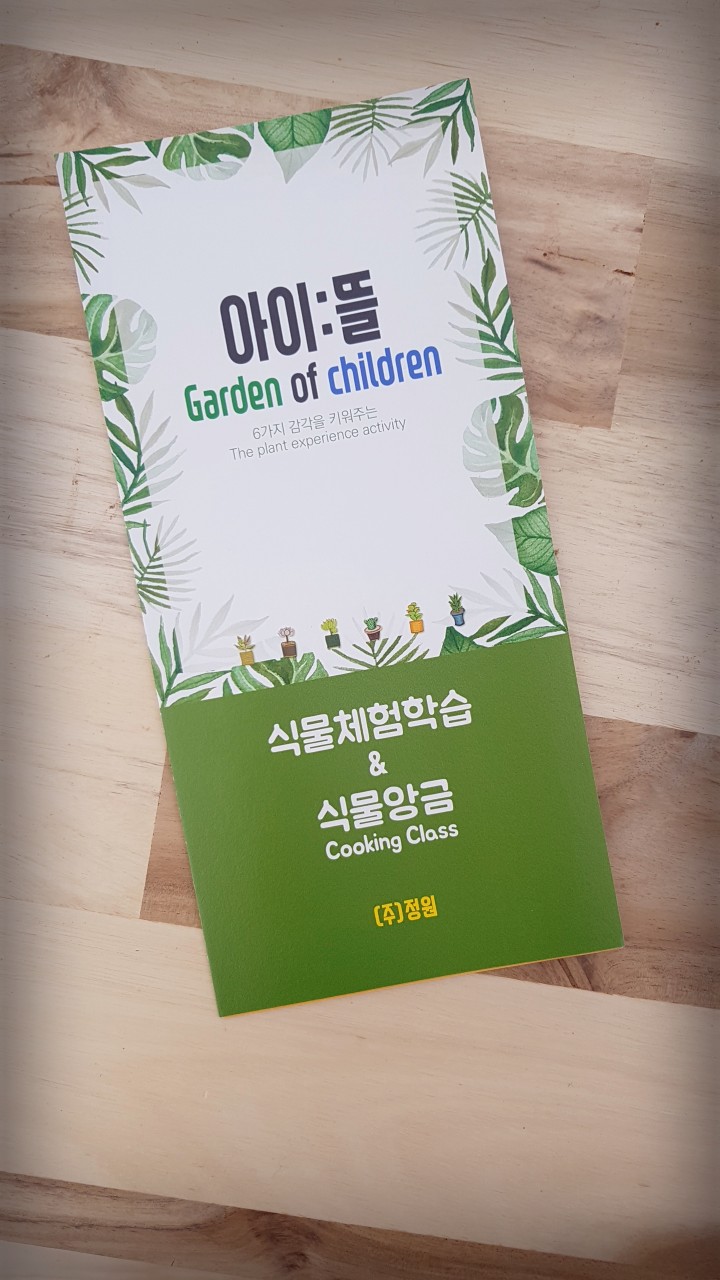 아이:뜰
Garden of children
6가지 감각을 키워주는
The plant experience activity
식물체험학습
&
식물앙금
Cooking Class
(주)정원